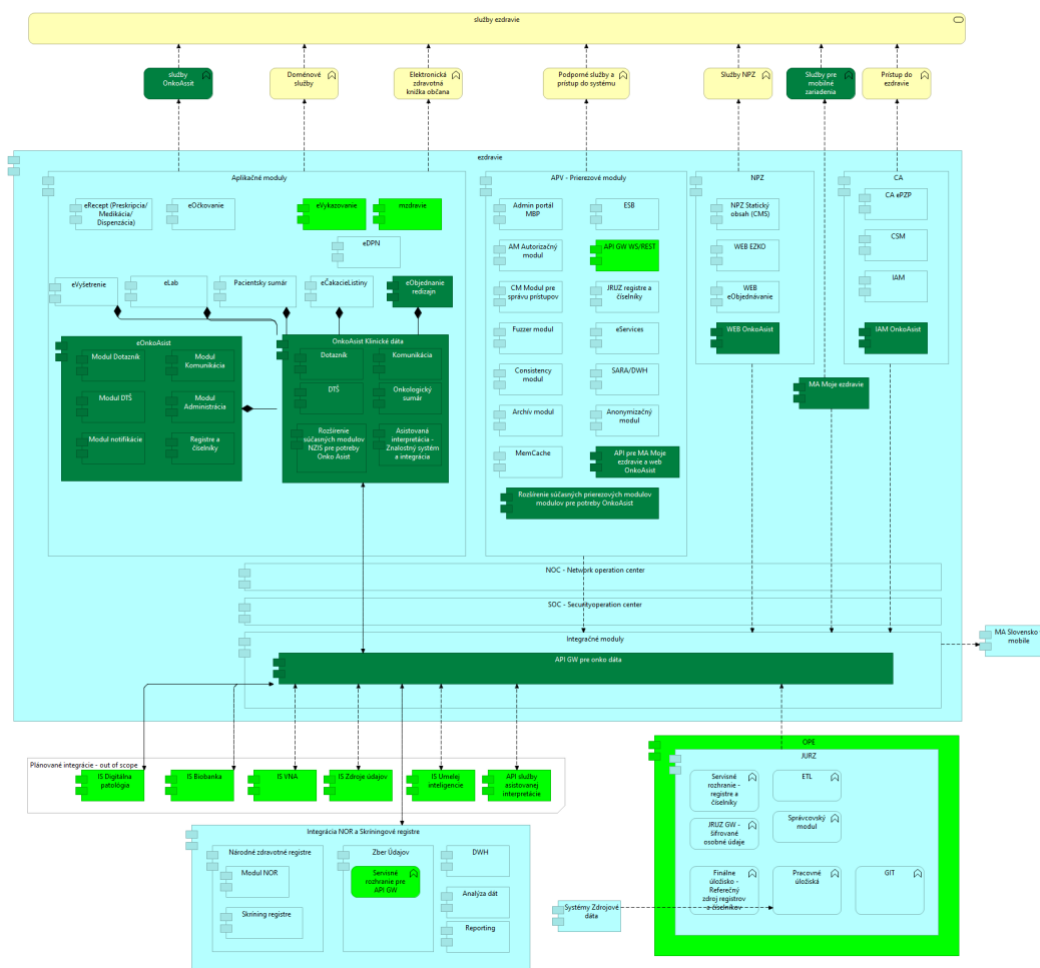 služby ezdravie
služby
OnkoAssit
Doménové
služby
Elektronická
zdravotná
knižka občana
Podporné služby a
prístup do systému
Služby NPZ
Služby pre
mobilné
zariadenia
Prístup do
ezdravie
ezdravie
Aplikačné moduly
eRecept (Preskripcia/
Medikácia/
Dispenzácia)
eOčkovanie
eVykazovanie
mzdravie
eDPN
eVyšetrenie
eLab
Pacientsky sumár
eČakacieListiny
eObjednanie
redizajn
eOnkoAsist
Modul Dotazník
Modul
Komunikácia
Modul DTŠ
Modul
Administrácia
Modul notifikácie
Registre a
číselníky
OnkoAsist Klinické dáta
Dotazník
Komunikácia
DTŠ
Onkologický
sumár
Rozšírenie
súčasných modulov
NZIS pre potreby
Onko Asist
Asistovaná
interpretácia -
Znalostný systém
a integrácia
APV - Prierezové moduly
Admin portál
MBP
ESB
AM Autorizačný
modul
API GW WS/REST
CM Modul pre
správu prístupov
JRUZ registre a
číselníky
Fuzzer modul
eServices
Consistency
modul
SARA/DWH
Archív modul
Anonymizačný
modul
MemCache
API pre MA Moje
ezdravie a web
OnkoAsist
Rozšírenie súčasných prierezových modulov
modulov pre potreby OnkoAsist
NPZ
NPZ Statický
obsah (CMS)
WEB EZKO
WEB
eObjednávanie
WEB OnkoAsist
CA
CA ePZP
CSM
IAM
IAM OnkoAsist
MA Moje ezdravie
NOC - Network operation center
SOC - Securityoperation center
Integračné moduly
API GW pre onko dáta
MA Slovensko v
mobile
Plánované integrácie - out of scope
IS Digitálna
patológia
IS Biobanka
IS VNA
IS Zdroje údajov
IS Umelej
inteligencie
API služby
asistovanej
interpretácie
Integrácia NOR a Skríningové registre
Národné zdravotné registre
Modul NOR
Skríning registre
Zber Údajov
Servisné
rozhranie pre
API GW
DWH
Analýza dát
Reporting
OPE
JURZ
Servisné
rozhranie -
registre a
číselníky
ETL
JRUZ GW -
šifrované
osobné údaje
Správcovský
modul
Finálne
úložisko -
Referečný
zdroj registrov
a číselníkov
Pracovné
úložiská
GIT
Systémy Zdrojové
dáta